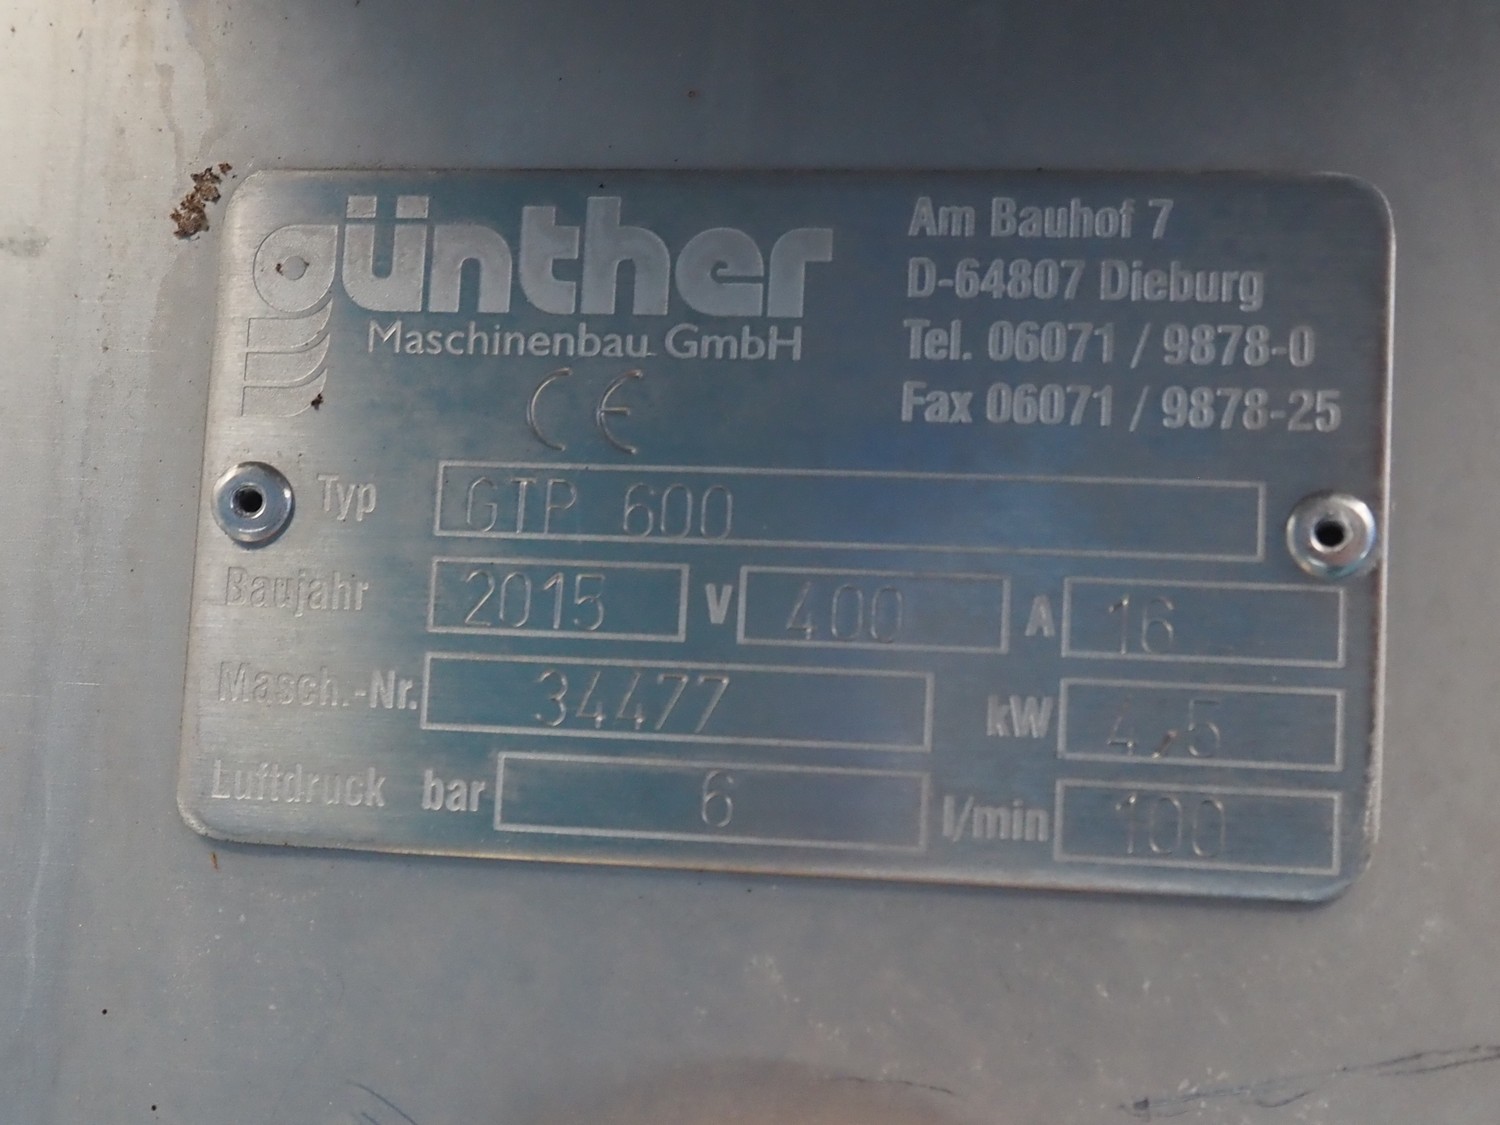 günther
Maschinenbau GmbH
CE
Am Bauhof 7
D-64807 Dieburg
Tel. 06071 / 9878-0
Fax 06071 / 9878-25
Typ GTP 600
Baujahr 2015 V 400 A 16
Masch.-Nr. 34477 kW 4,5
Luftdruck bar 6 l/min 100